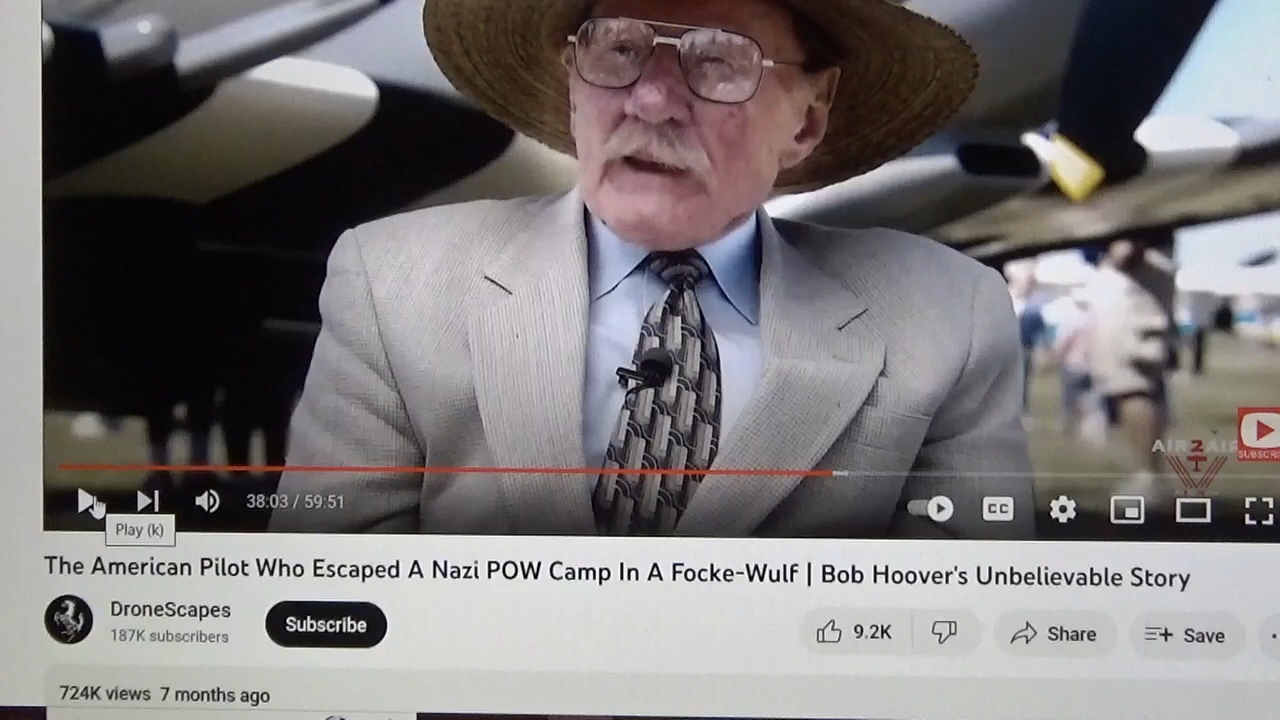 AIR2AIR
SUBSCRI
38:03 / 59:51
CC
Play (k)
The American Pilot Who Escaped A Nazi POW Camp In A Focke-Wulf | Bob Hoover's Unbelievable Story
DroneScapes
187K subscribers
Subscribe
9.2K
Share
Save
724K views 7 months ago